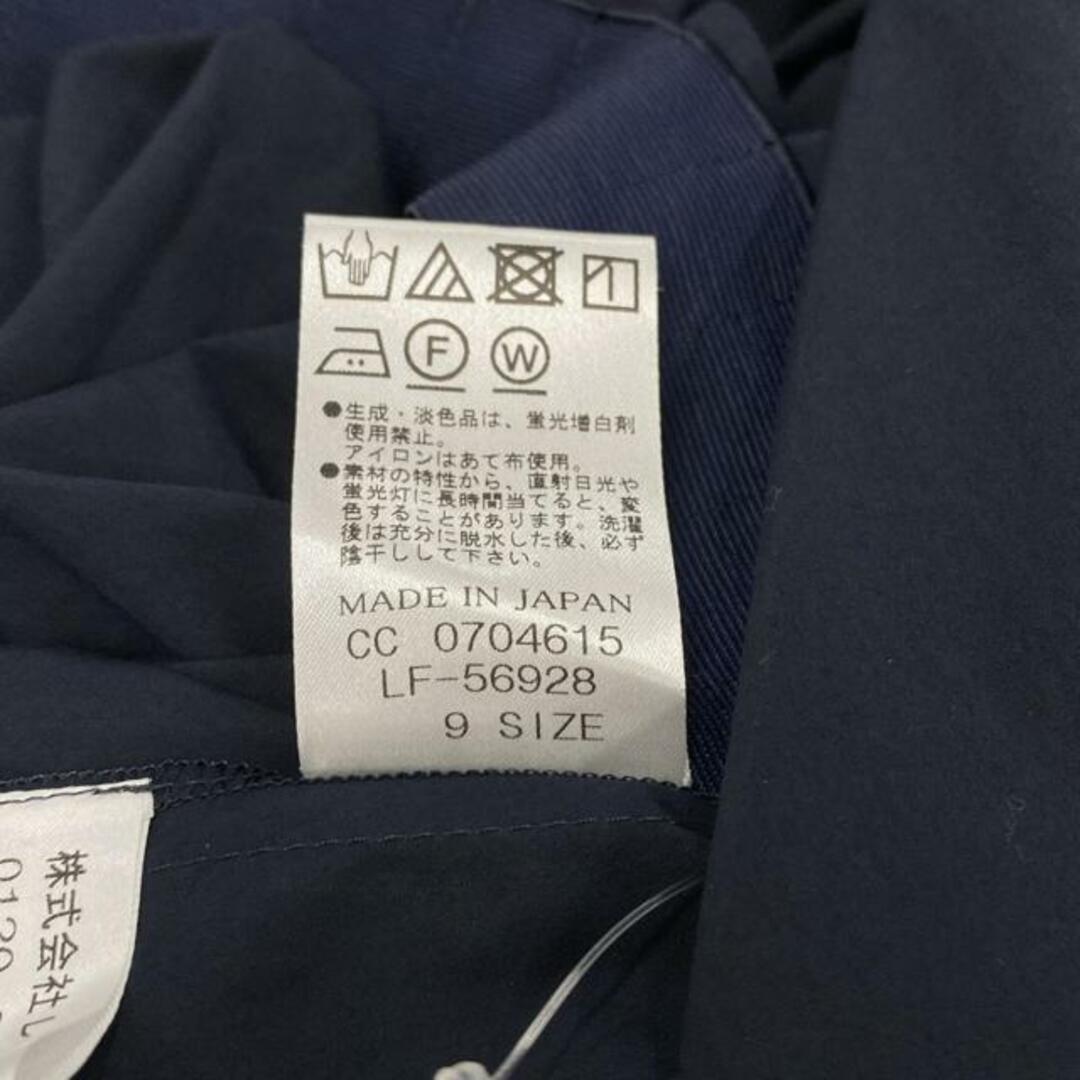 F W
●生成・淡色品は、蛍光増白剤
使用禁止。
アイロンはあて布使用。
●素材の特性から、直射日光や
蛍光灯に長時間当てると、変
色することがあります。洗濯
後は充分に脱水した後、必ず
陰干しして下さい。
MADE IN JAPAN
CC 0704615
LF-56928
9 SIZE
株式会社
0120